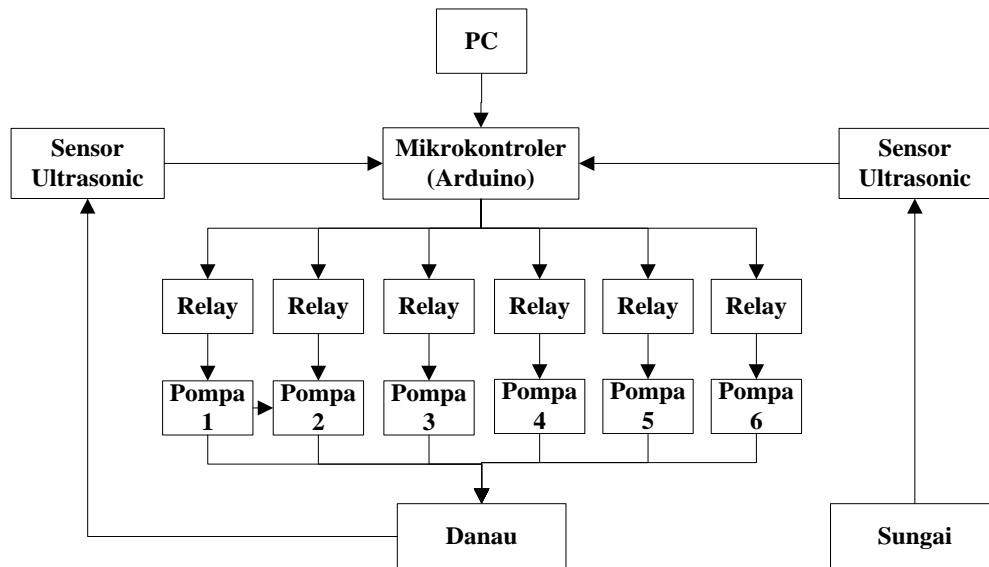 PC
Sensor
Ultrasonic
Mikrokontroler
(Arduino)
Sensor
Ultrasonic
Relay
Relay
Relay
Relay
Relay
Relay
Pompa
1
Pompa
2
Pompa
3
Pompa
4
Pompa
5
Pompa
6
Danau
Sungai